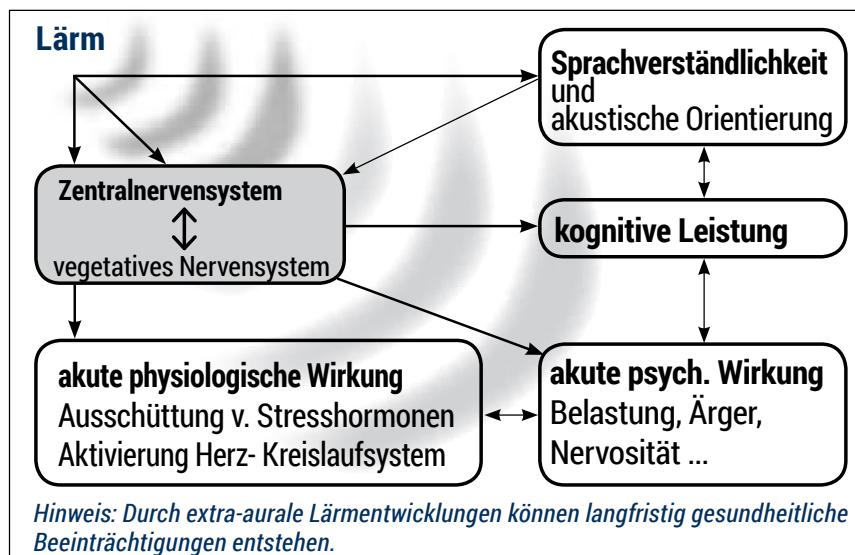 Lärm
Sprachverständlichkeit
und
akustische Orientierung
Zentralnervensystem
vegetatives Nervensystem
kognitive Leistung
akute physiologische Wirkung
Ausschüttung v. Stresshormonen
Aktivierung Herz- Kreislaufsystem
akute psych. Wirkung
Belastung, Ärger,
Nervosität ...
Hinweis: Durch extra-aurale Lärmentwicklungen können langfristig gesundheitliche
Beeinträchtigungen entstehen.